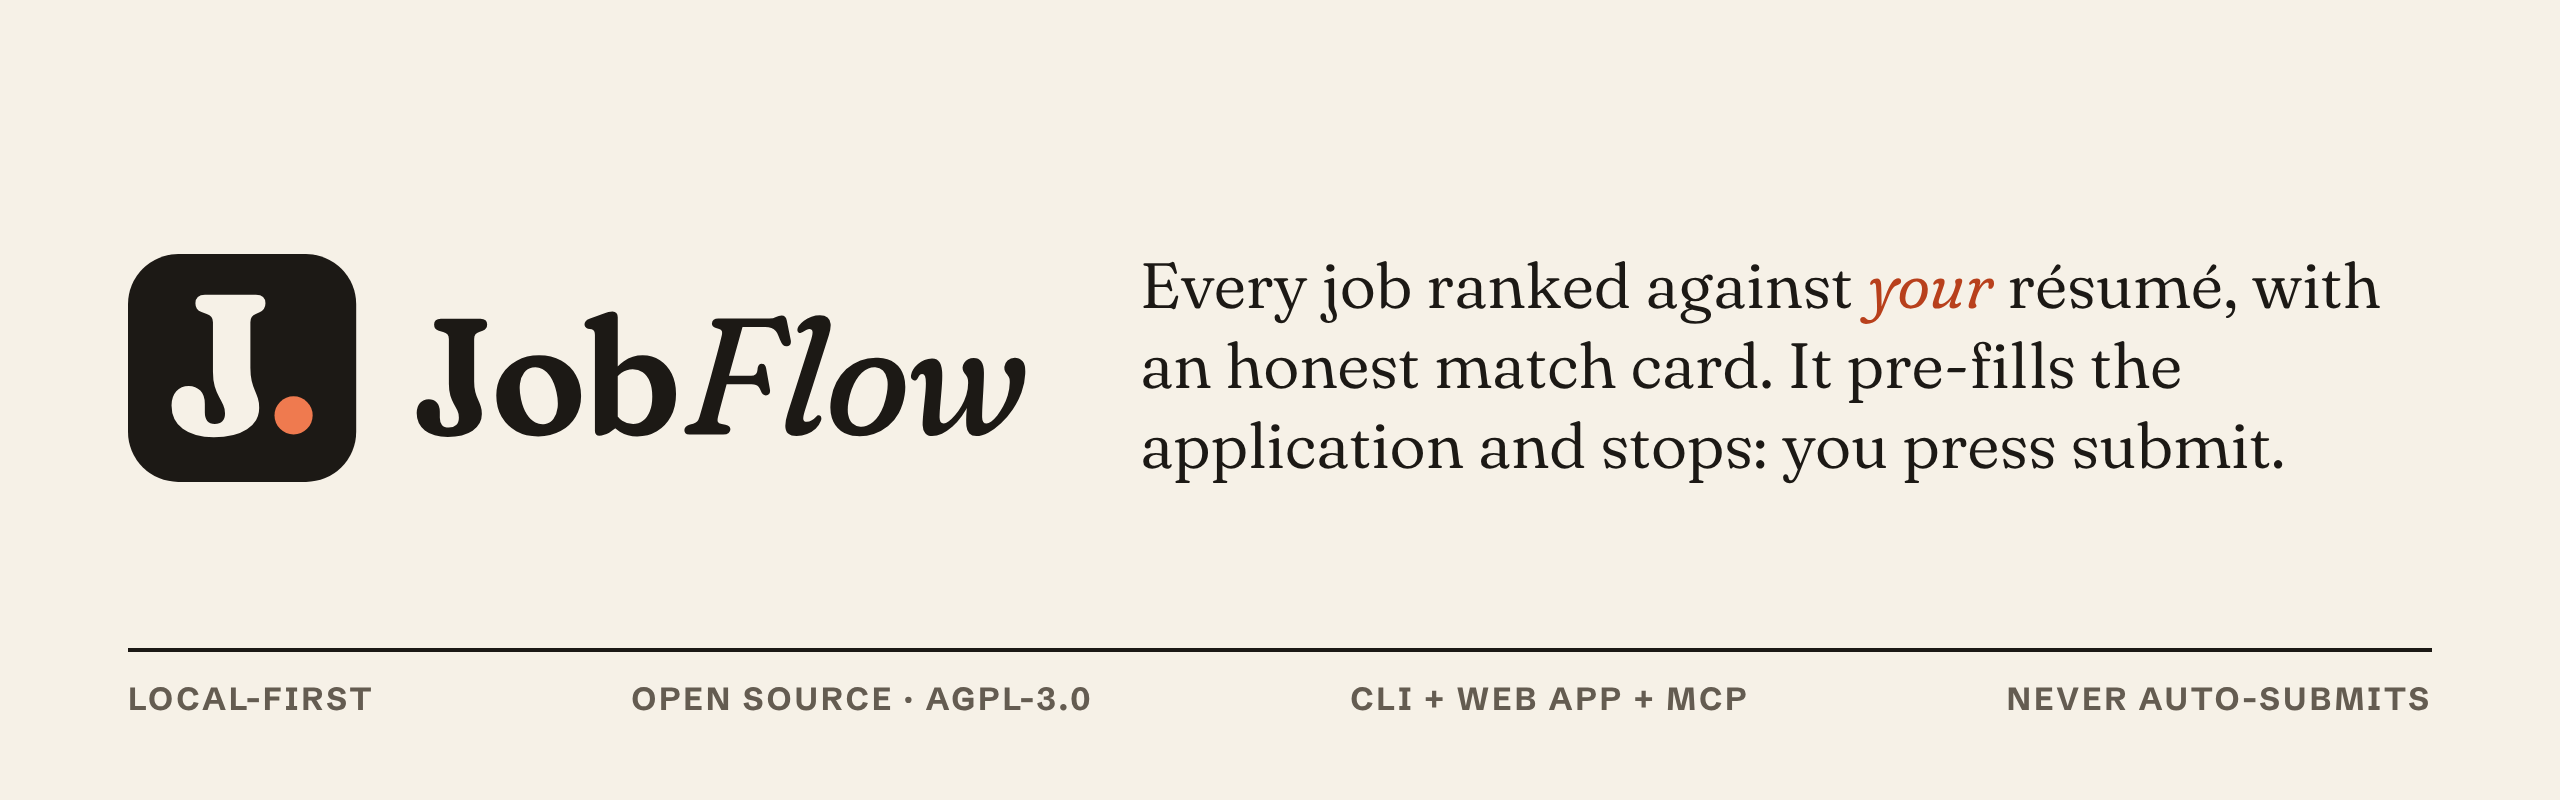 J.
JobFlow
Every job ranked against your résumé, with
an honest match card. It pre-fills the
application and stops: you press submit.
LOCAL-FIRST
OPEN SOURCE · AGPL-3.0
CLI + WEB APP + MCP
NEVER AUTO-SUBMITS